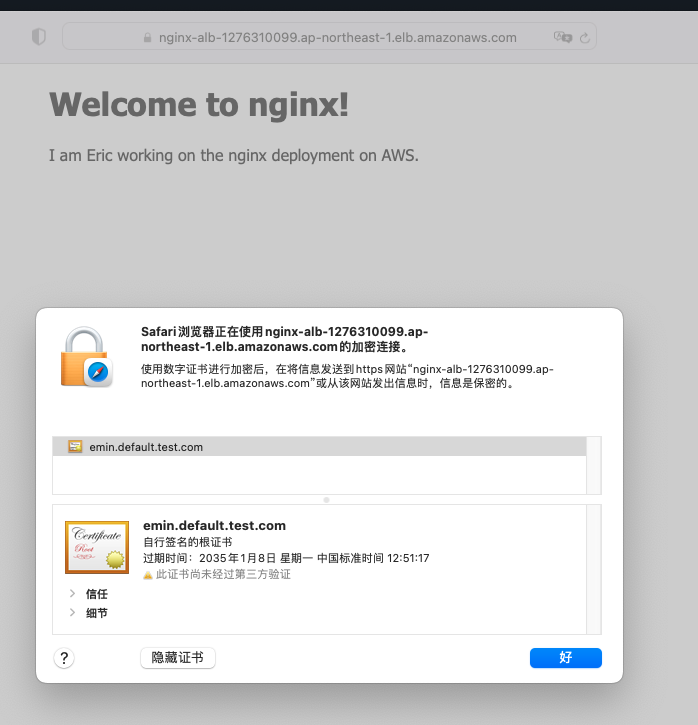 nginx-alb-1276310099.ap-northeast-1.elb.amazonaws.com
Welcome to nginx!
I am Eric working on the nginx deployment on AWS.
Safari 浏览器正在使用 nginx-alb-1276310099.ap-
northeast-1.elb.amazonaws.com 的加密连接。
使用数字证书进行加密后，在将信息发送到 https 网站“nginx-alb-1276310099.ap-
northeast-1.elb.amazonaws.com”或从该网站发出信息时，信息是保密的。
emin.default.test.com
Certificate
Root
emin.default.test.com
自行签名的根证书
过期时间：2035年1月8日 星期一 中国标准时间 12:51:17
此证书尚未经过第三方验证
信任
细节
?
隐藏证书
好